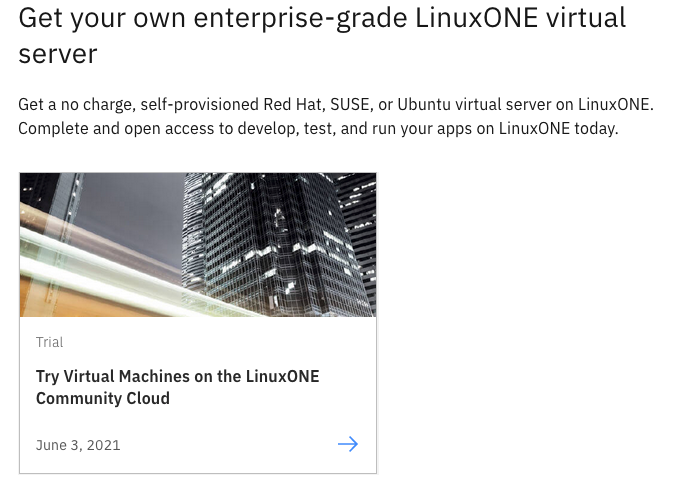 Get your own enterprise-grade LinuxONE virtual
server
Get a no charge, self-provisioned Red Hat, SUSE, or Ubuntu virtual server on LinuxONE.
Complete and open access to develop, test, and run your apps on LinuxONE today.
Trial
Try Virtual Machines on the LinuxONE
Community Cloud
June 3, 2021